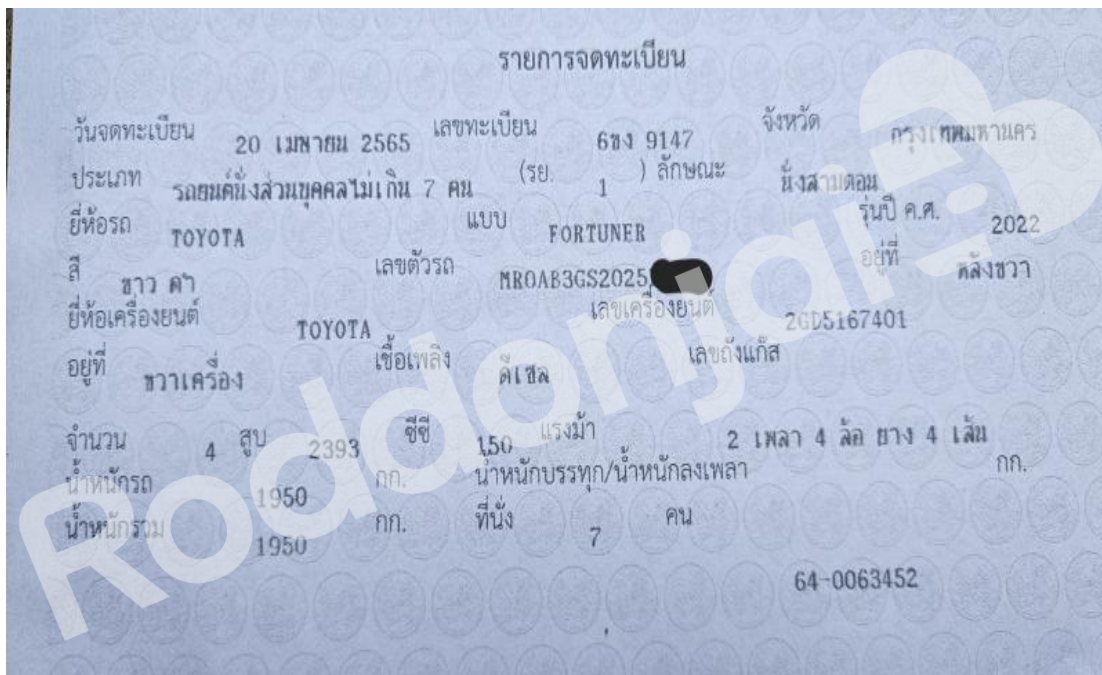 รายการจดทะเบียน
วันจดทะเบียน 20 เมษายน 2565 เลขทะเบียน 6ขง 9147 จังหวัด กรุงเทพมหานคร
ประเภท รถยนต์นั่งส่วนบุคคลไม่เกิน 7 คน (รย. 1 ) ลักษณะ นั่งสามตอน
ยี่ห้อรถ TOYOTA แบบ FORTUNER รุ่นปี ค.ศ. 2022
สี ขาว ดำ เลขตัวรถ MR0AB3GS2025 อยู่ที่ หลังขวา
ยี่ห้อเครื่องยนต์ TOYOTA เลขเครื่องยนต์ 2GD5167401
อยู่ที่ ขวาเครื่อง เชื้อเพลิง ดีเซล เลขถังแก๊ส
จำนวน 4 สูบ 2393 ซีซี 150 แรงม้า 2 เพลา 4 ล้อ ยาง 4 เส้น
น้ำหนักรถ 1950 กก. น้ำหนักบรรทุก/น้ำหนักลงเพลา กก.
น้ำหนักรวม 1950 กก. ที่นั่ง 7 คน
64-0063452
Roddonjai